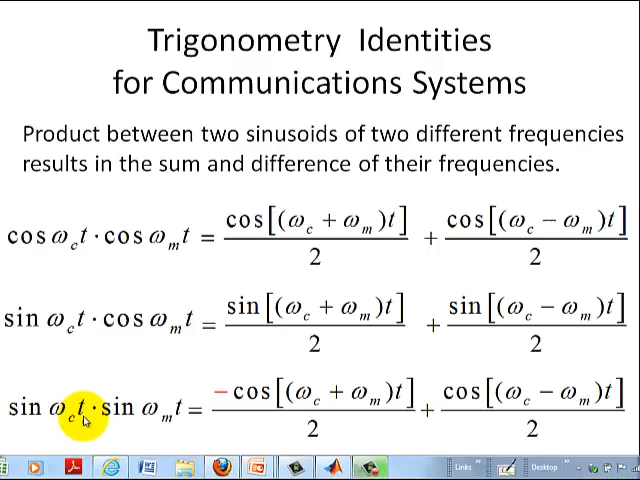 Trigonometry Identities
for Communications Systems
Product between two sinusoids of two different frequencies
results in the sum and difference of their frequencies.
cos ω_c t · cos ω_m t = cos[(ω_c + ω_m)t]/2 + cos[(ω_c − ω_m)t]/2
sin ω_c t · cos ω_m t = sin[(ω_c + ω_m)t]/2 + sin[(ω_c − ω_m)t]/2
sin ω_c t · sin ω_m t = −cos[(ω_c + ω_m)t]/2 + cos[(ω_c − ω_m)t]/2
Links » Desktop »